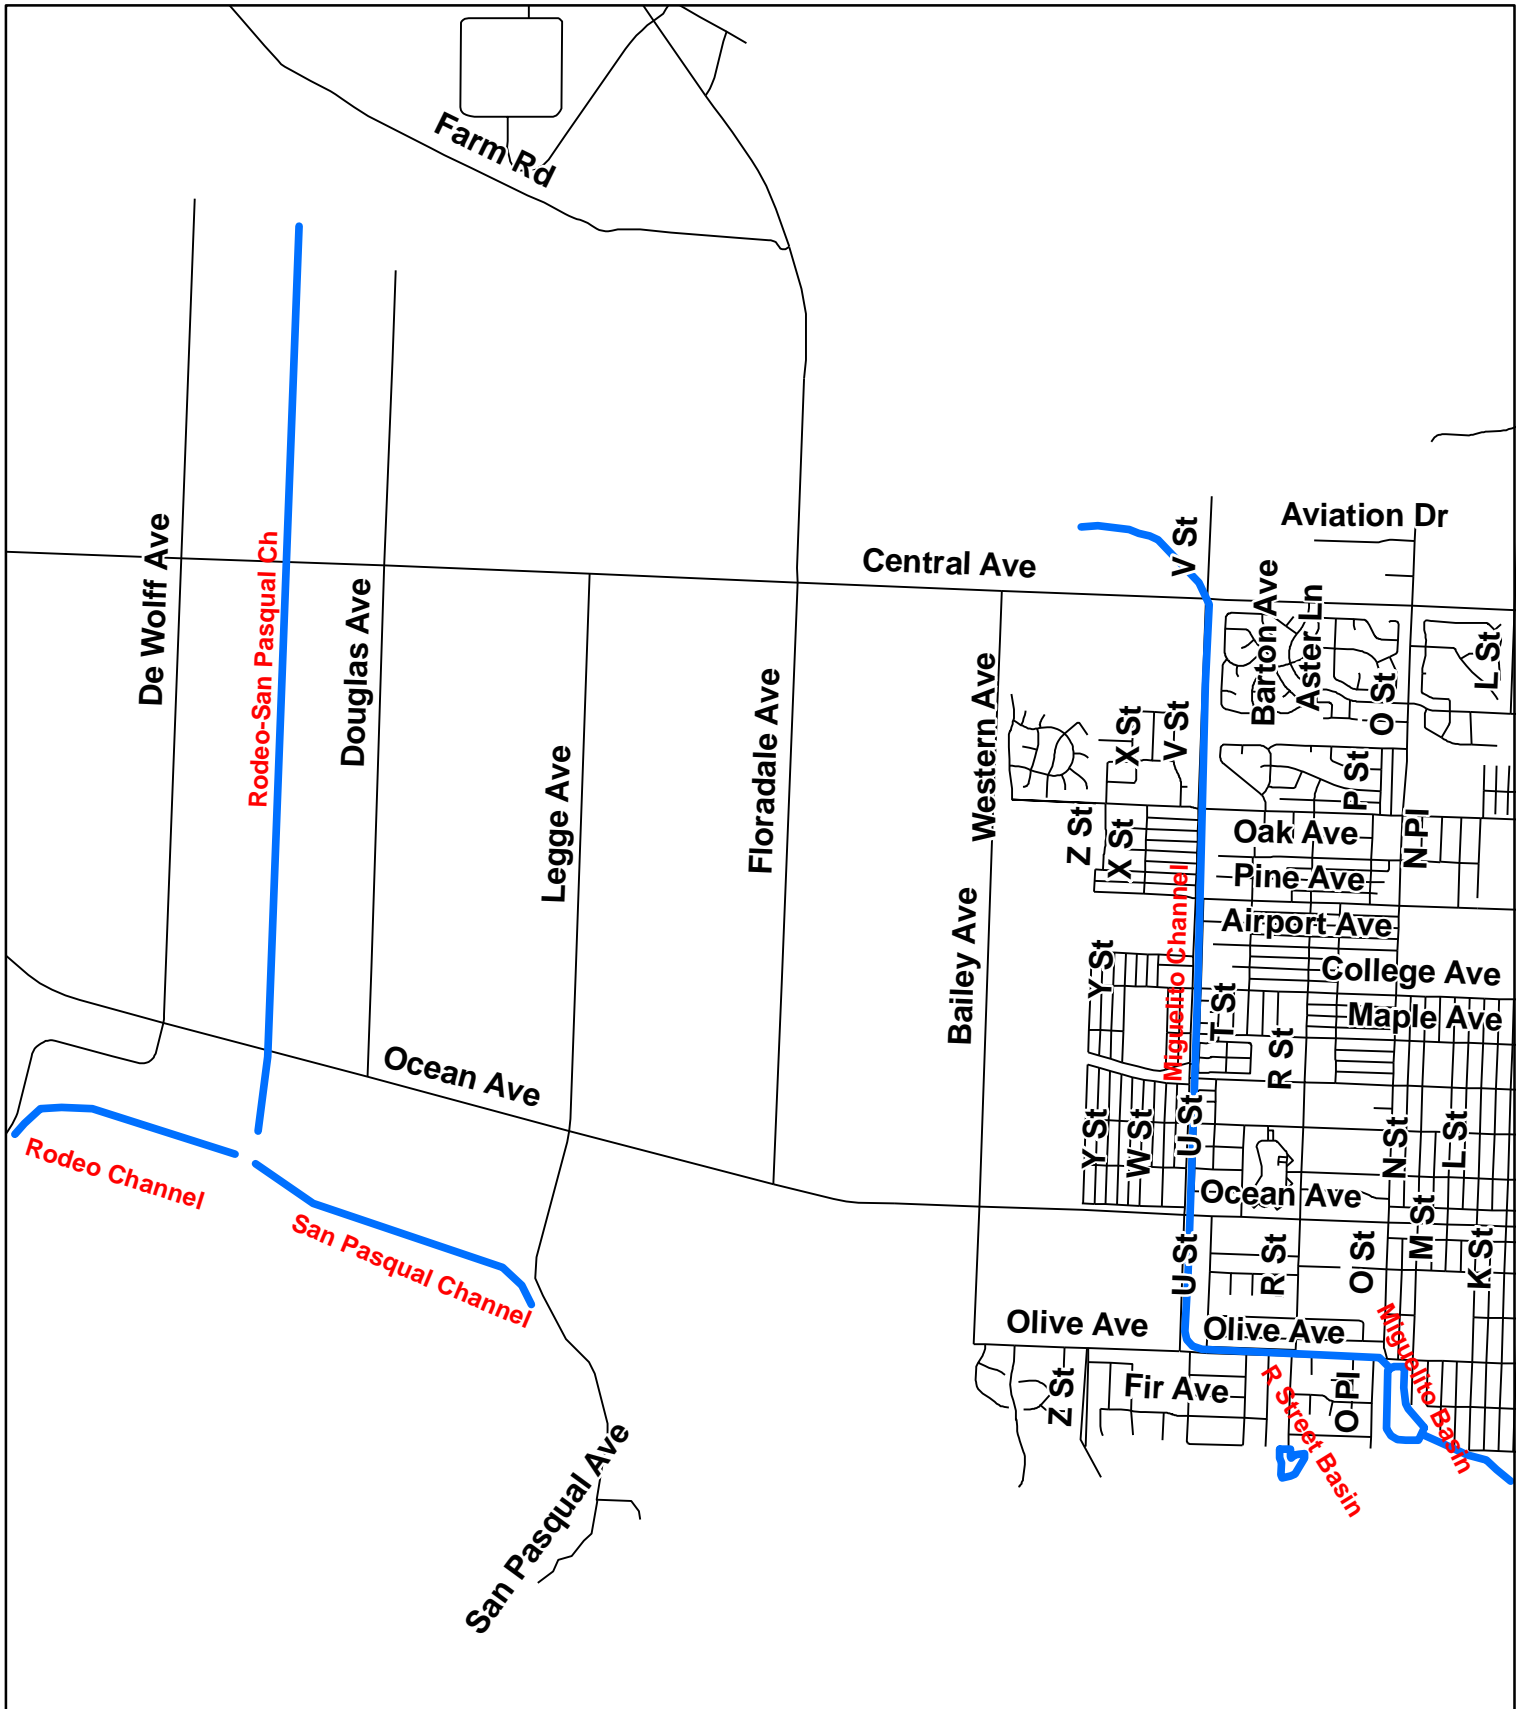 Farm Rd
Aviation Dr
V St
Central Ave
De Wolff Ave
Rodeo-San Pasqual Ch
Douglas Ave
Barton Ave
Aster Ln
L St
O St
Western Ave
X St
V St
Floradale Ave
Legge Ave
P St
Z St
X St
Oak Ave
N Pl
Pine Ave
Airport Ave
Miguelito Channel
Bailey Ave
Y St
College Ave
T St
Maple Ave
R St
Ocean Ave
Y St
W St
U St
N St
L St
Rodeo Channel
Ocean Ave
M St
San Pasqual Channel
U St
R St
O St
K St
Olive Ave
Olive Ave
Miguelito Basin
Z St
Fir Ave
R Street Basin
O Pl
San Pasqual Ave